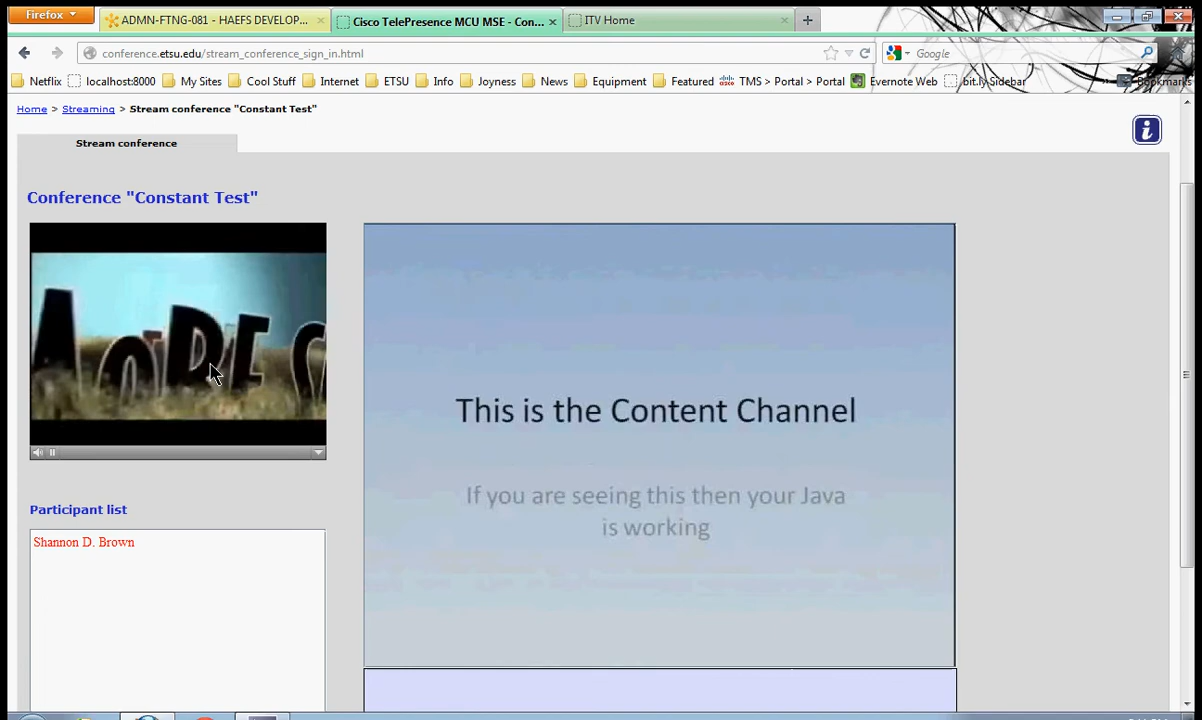 Firefox
ADMN-FTNG-081 - HAEFS DEVELOP...
Cisco TelePresence MCU MSE - Con...
ITV Home
conference.etsu.edu/stream_conference_sign_in.html
Google
Netflix localhost:8000 My Sites Cool Stuff Internet ETSU Info Joyness News Equipment Featured TMS > Portal > Portal Evernote Web bit.ly Sidebar Bookmarks
Home > Streaming > Stream conference "Constant Test"
Stream conference
Conference "Constant Test"
This is the Content Channel
If you are seeing this then your Java
is working
Participant list
Shannon D. Brown